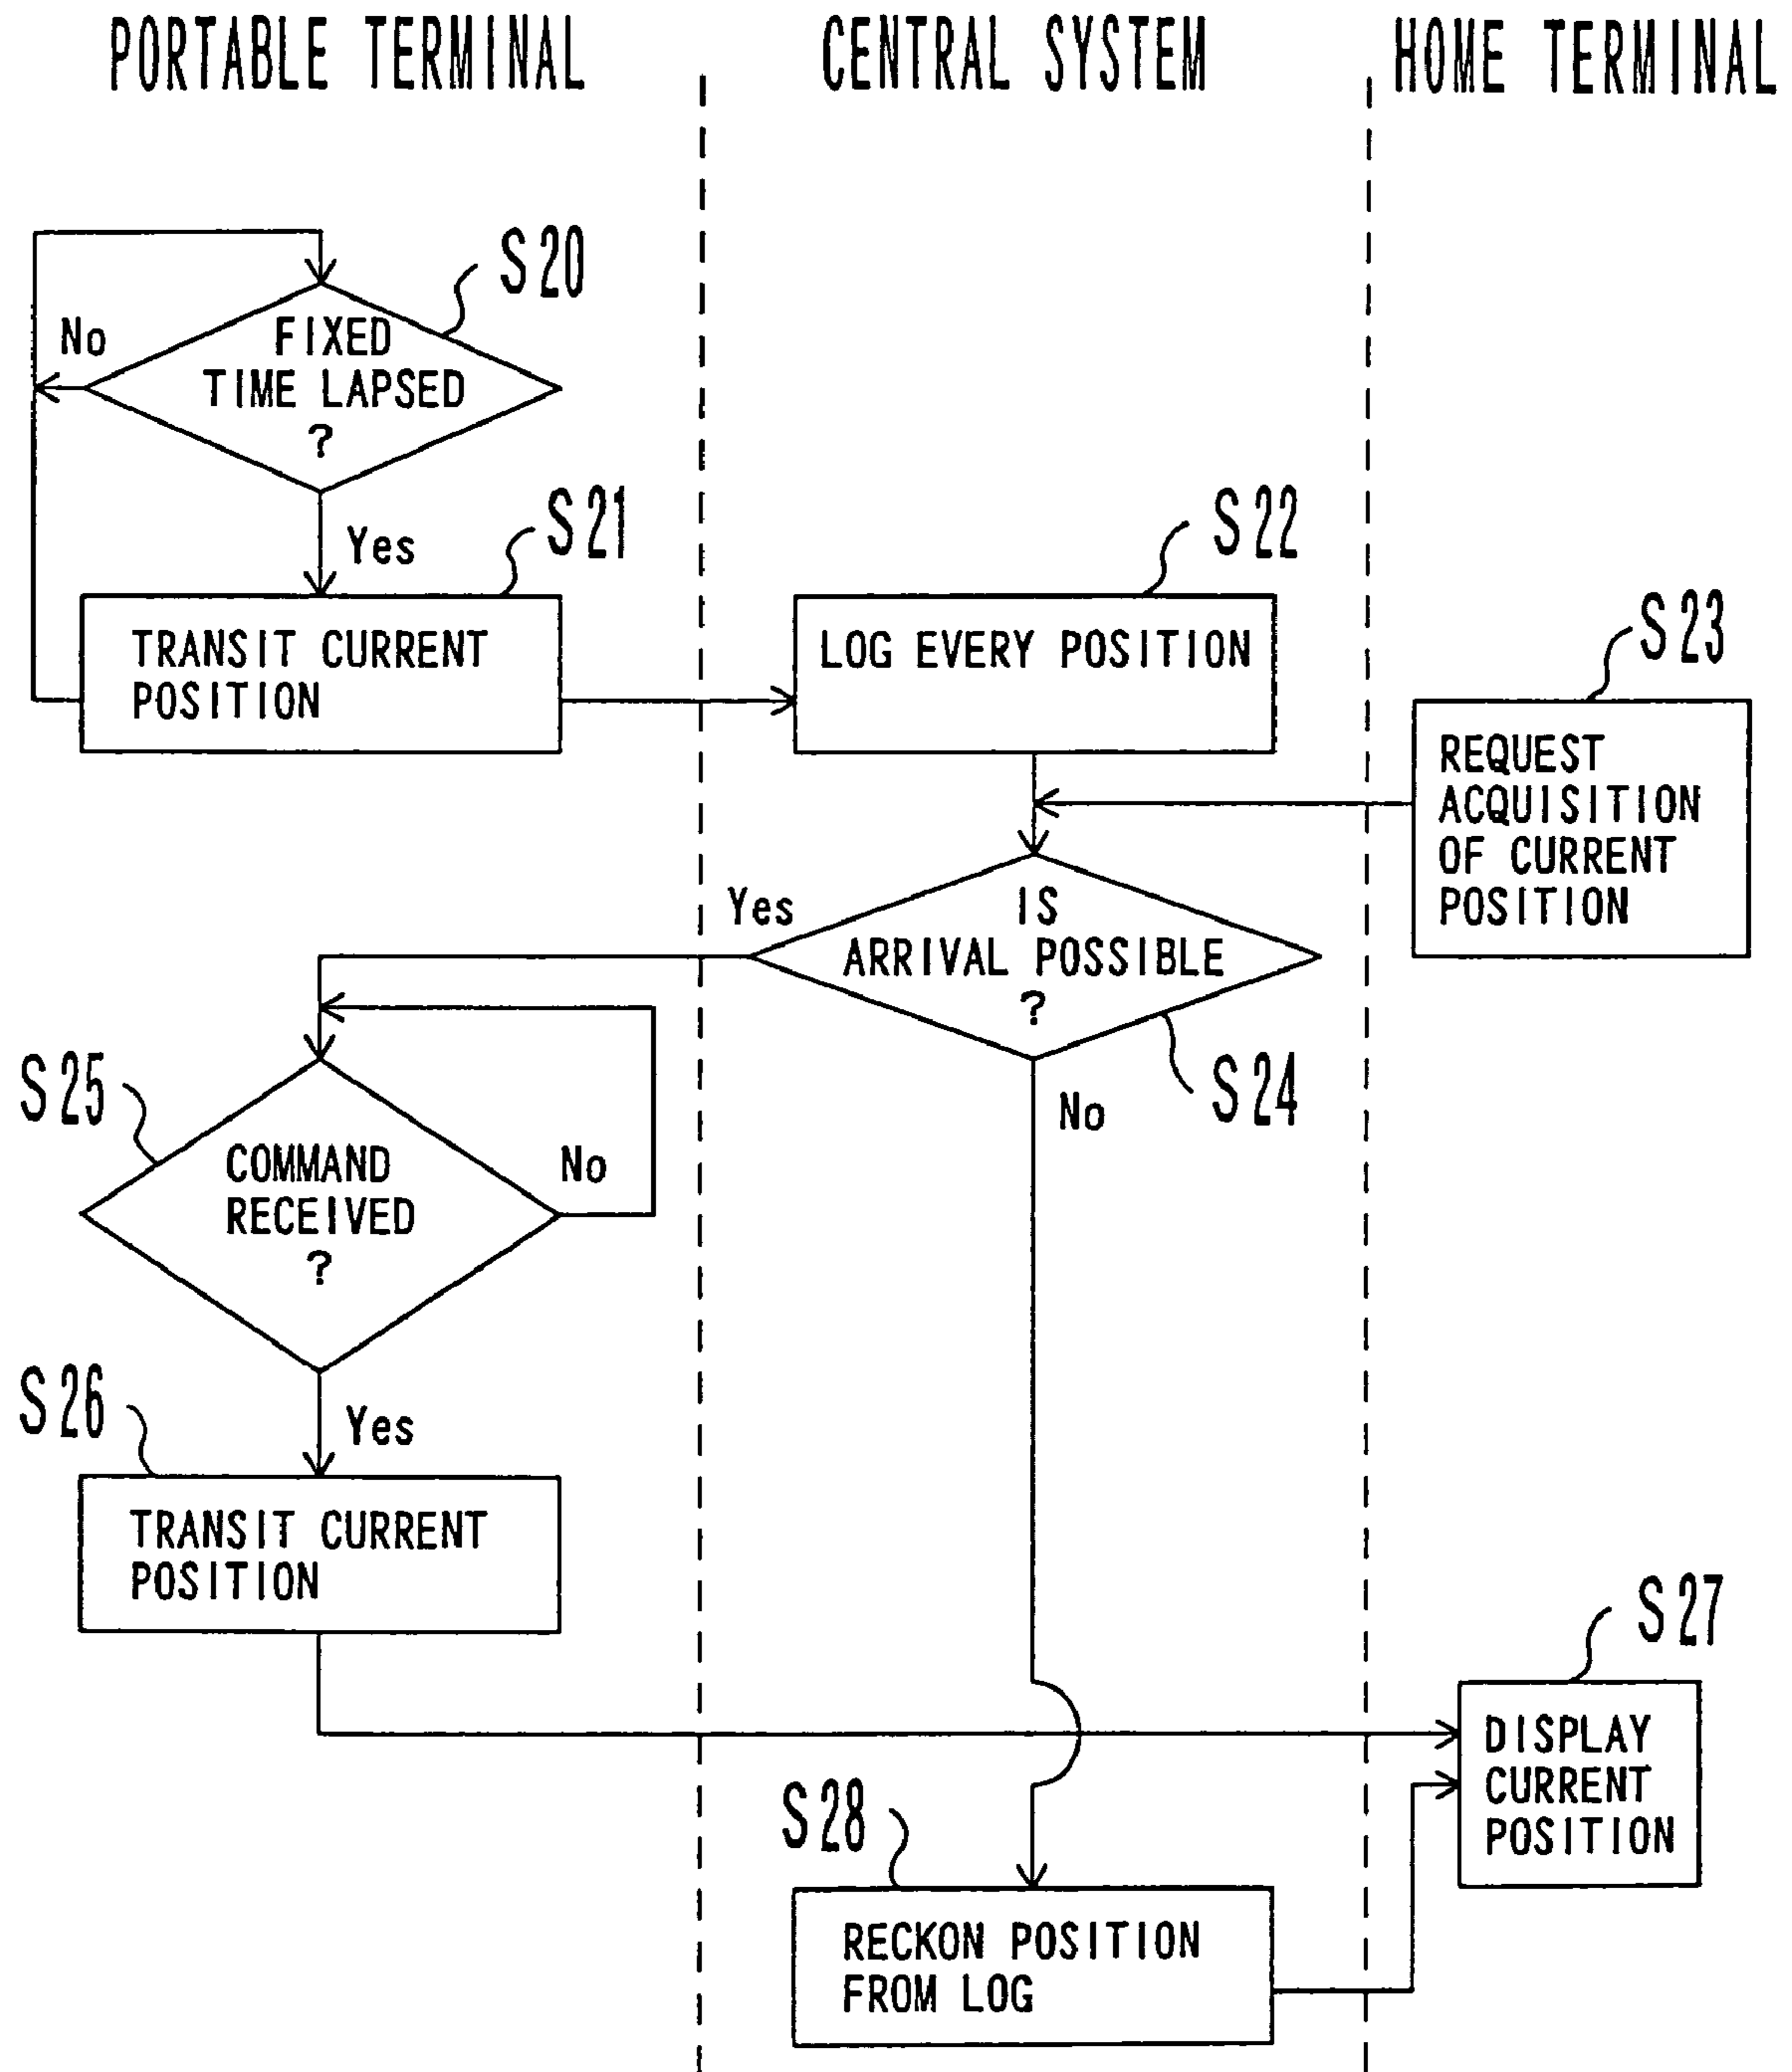 PORTABLE TERMINAL
CENTRAL SYSTEM
HOME TERMINAL
S20
No
FIXED
TIME LAPSED
?
Yes
S21
TRANSIT CURRENT
POSITION
S22
LOG EVERY POSITION
S23
REQUEST
ACQUISITION
OF CURRENT
POSITION
Yes
IS
ARRIVAL POSSIBLE
?
S24
No
S25
COMMAND
RECEIVED
?
No
S26
Yes
TRANSIT CURRENT
POSITION
S27
DISPLAY
CURRENT
POSITION
S28
RECKON POSITION
FROM LOG